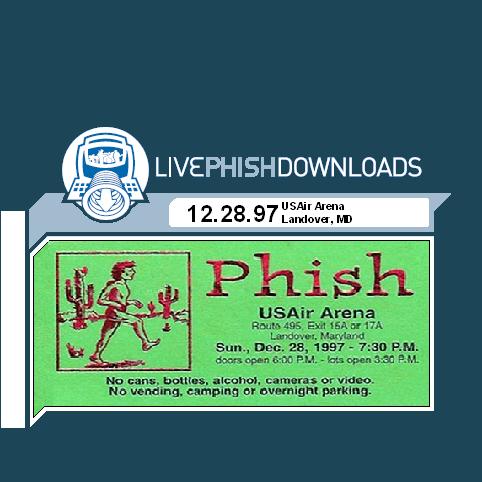 LIVEPHISHDOWNLOADS
12.28.97 USAir Arena
Landover, MD
Phish
USAir Arena
Route 495, Exit 15A or 17A
Landover, Maryland
Sun., Dec. 28, 1997 - 7:30 P.M.
doors open 6:00 P.M. - lots open 3:30 P.M.
No cans, bottles, alcohol, cameras or video.
No vending, camping or overnight parking.